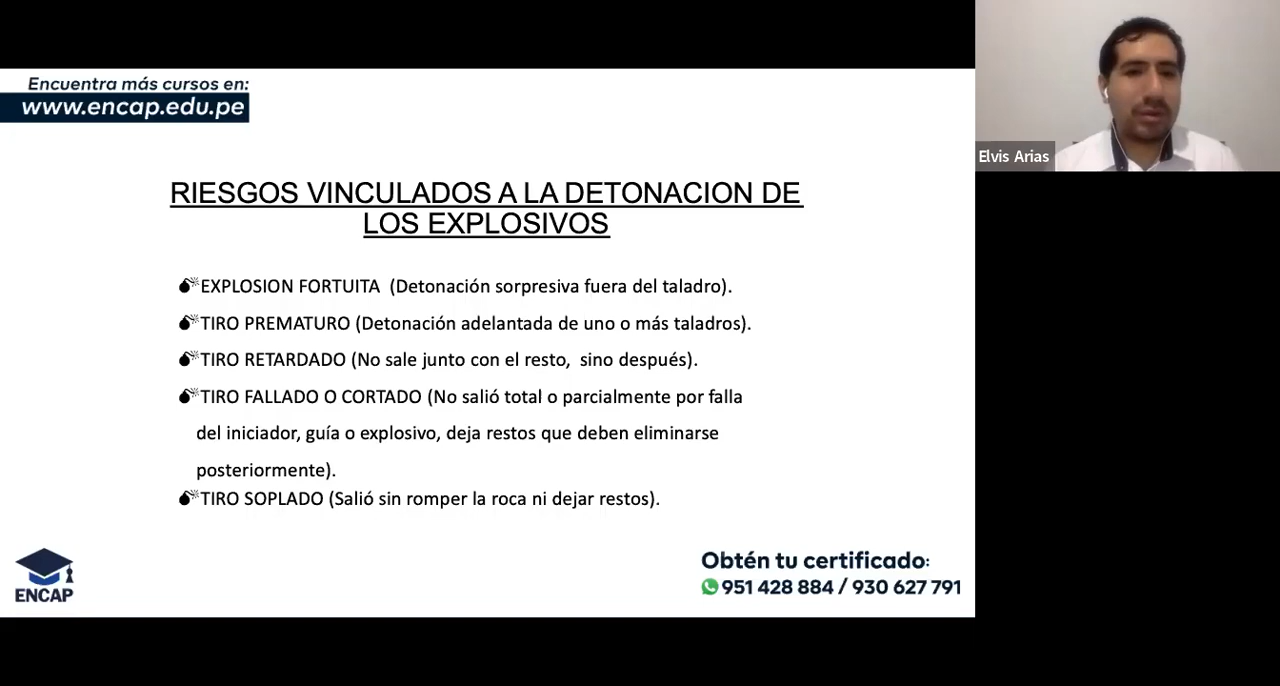 Encuentra más cursos en:
www.encap.edu.pe
Elvis Arias
RIESGOS VINCULADOS A LA DETONACION DE
LOS EXPLOSIVOS
EXPLOSION FORTUITA (Detonación sorpresiva fuera del taladro).
TIRO PREMATURO (Detonación adelantada de uno o más taladros).
TIRO RETARDADO (No sale junto con el resto, sino después).
TIRO FALLADO O CORTADO (No salió total o parcialmente por falla
del iniciador, guía o explosivo, deja restos que deben eliminarse
posteriormente).
TIRO SOPLADO (Salió sin romper la roca ni dejar restos).
ENCAP
Obtén tu certificado:
951 428 884 / 930 627 791